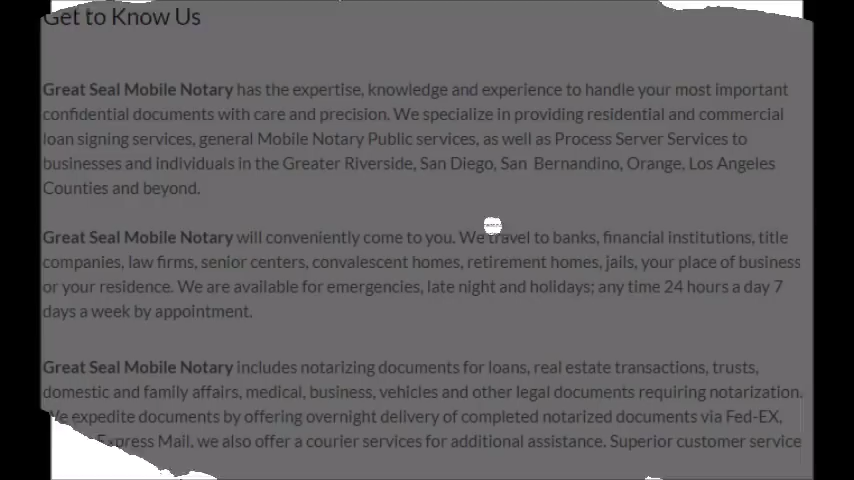 Get to Know Us
Great Seal Mobile Notary has the expertise, knowledge and experience to handle your most important
confidential documents with care and precision. We specialize in providing residential and commercial
loan signing services, general Mobile Notary Public services, as well as Process Server Services to
businesses and individuals in the Greater Riverside, San Diego, San Bernandino, Orange, Los Angeles
Counties and beyond.
Great Seal Mobile Notary will conveniently come to you. We travel to banks, financial institutions, title
companies, law firms, senior centers, convalescent homes, retirement homes, jails, your place of business
or your residence. We are available for emergencies, late night and holidays; any time 24 hours a day 7
days a week by appointment.
Great Seal Mobile Notary includes notarizing documents for loans, real estate transactions, trusts,
domestic and family affairs, medical, business, vehicles and other legal documents requiring notarization.
We expedite documents by offering overnight delivery of completed notarized documents via Fed-EX,
Express Mail, we also offer a courier services for additional assistance. Superior customer service